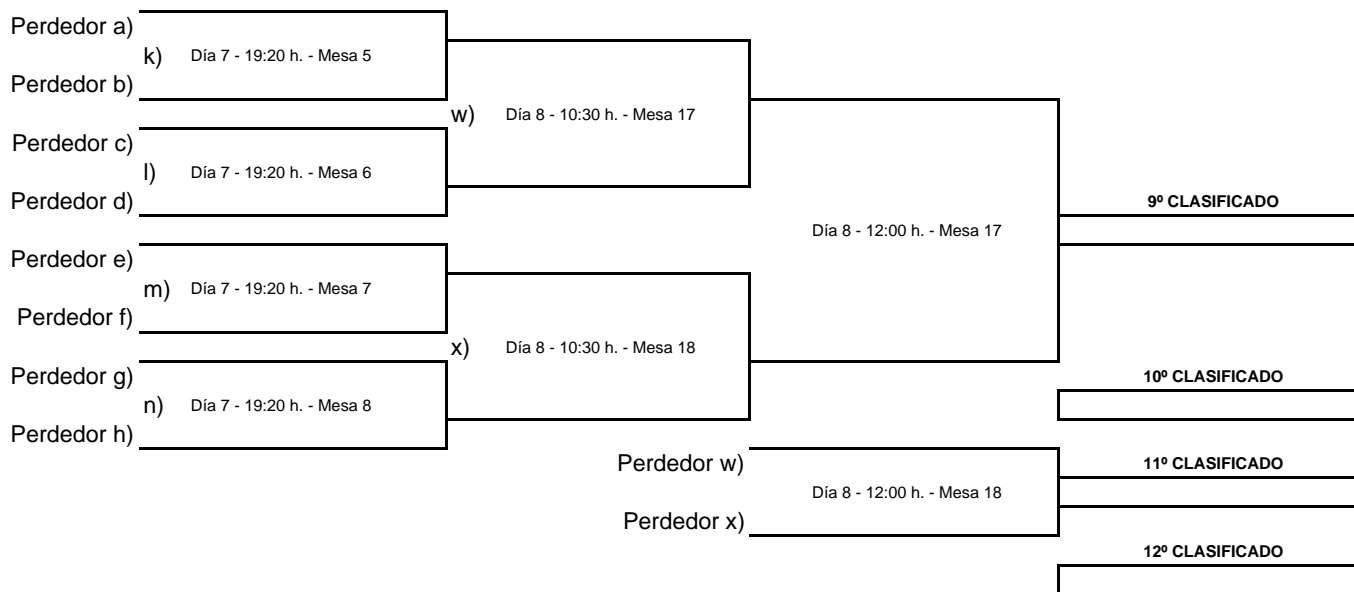 Perdedor a)
k) Día 7 - 19:20 h. - Mesa 5
Perdedor b)
w) Día 8 - 10:30 h. - Mesa 17
Perdedor c)
l) Día 7 - 19:20 h. - Mesa 6
Perdedor d)
9º CLASIFICADO
Día 8 - 12:00 h. - Mesa 17
Perdedor e)
m) Día 7 - 19:20 h. - Mesa 7
Perdedor f)
x) Día 8 - 10:30 h. - Mesa 18
Perdedor g)
10º CLASIFICADO
n) Día 7 - 19:20 h. - Mesa 8
Perdedor h)
Perdedor w)
11º CLASIFICADO
Día 8 - 12:00 h. - Mesa 18
Perdedor x)
12º CLASIFICADO